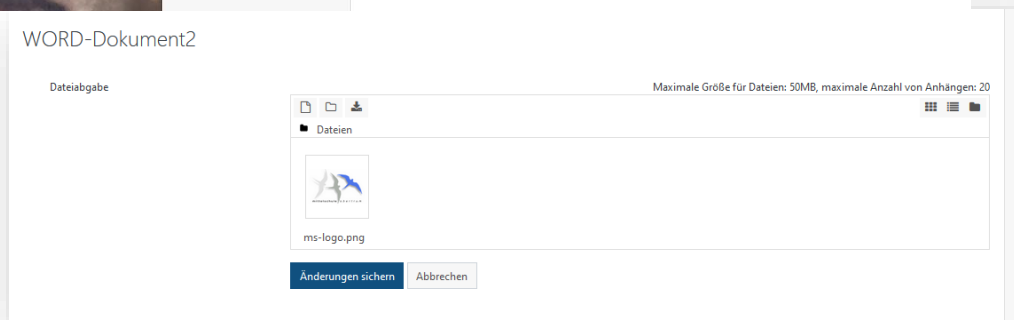 WORD-Dokument2
Dateiabgabe
Maximale Größe für Dateien: 50MB, maximale Anzahl von Anhängen: 20
Dateien
ms-logo.png
Änderungen sichern
Abbrechen